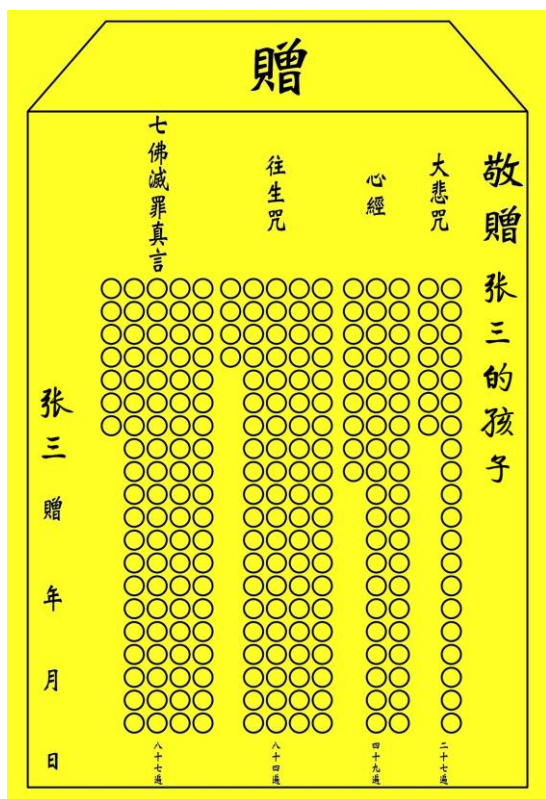 贈
敬贈 张三的孩子
大悲咒
二十七遍
心經
四十九遍
往生咒
八十四遍
七佛滅罪真言
八十七遍
张三 贈 年 月 日